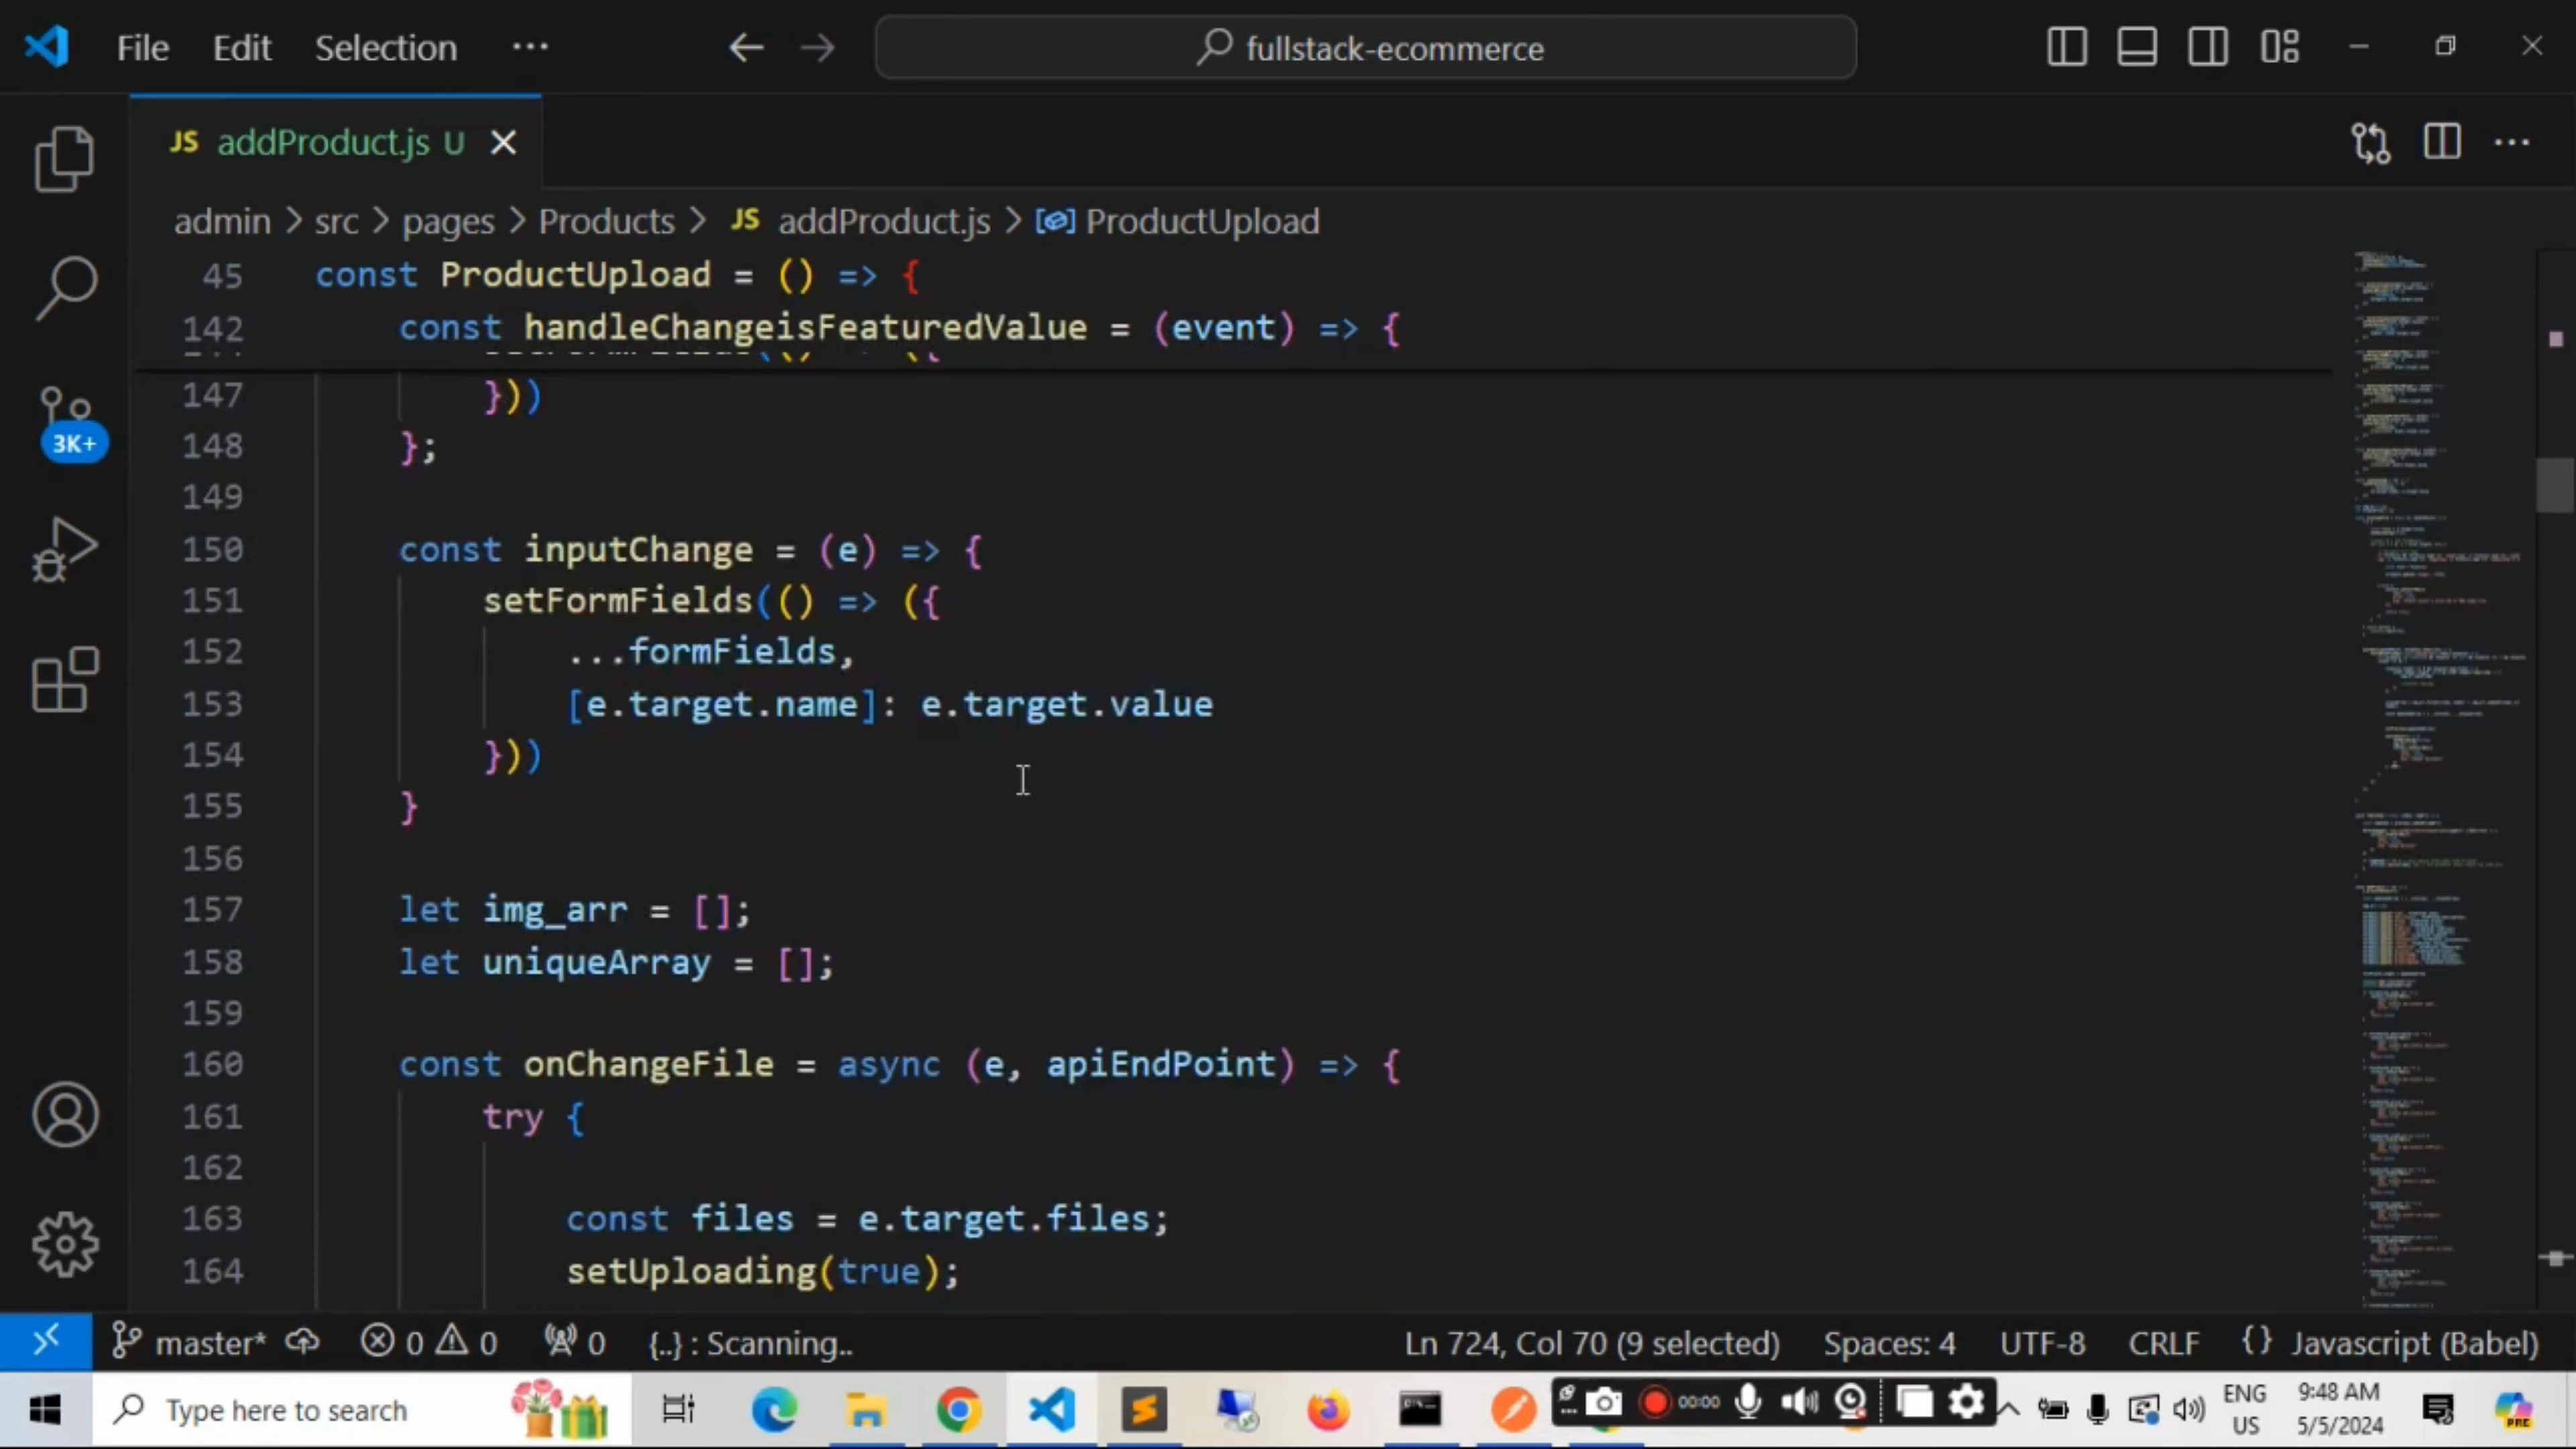 File Edit Selection ··· fullstack-ecommerce
JS addProduct.js U
admin > src > pages > Products > JS addProduct.js > ProductUpload
45 const ProductUpload = () => {
142 const handleChangeisFeaturedValue = (event) => {
147 }))
148 };
149
150 const inputChange = (e) => {
151 setFormFields(() => ({
152 ...formFields,
153 [e.target.name]: e.target.value
154 }))
155 }
156
157 let img_arr = [];
158 let uniqueArray = [];
159
160 const onChangeFile = async (e, apiEndPoint) => {
161 try {
162
163 const files = e.target.files;
164 setUploading(true);
3K+
master* 0 0 0 {..} : Scanning.. Ln 724, Col 70 (9 selected) Spaces: 4 UTF-8 CRLF {} Javascript (Babel)
Type here to search 00:00 ENG 9:48 AM
US 5/5/2024 PRE